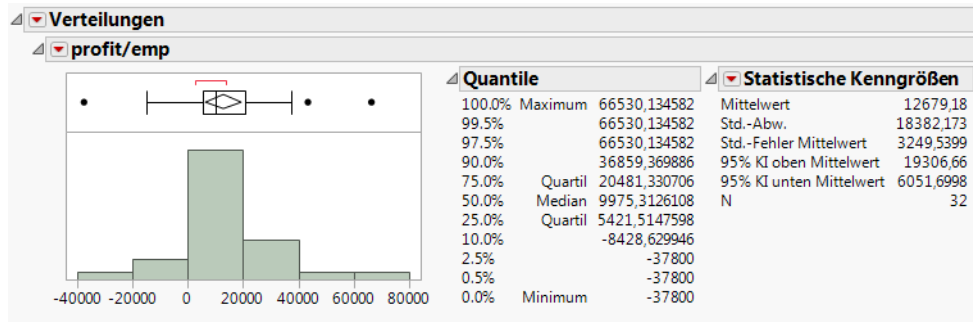 Verteilungen
profit/emp
-40000 -20000 0 20000 40000 60000 80000
Quantile
100.0% Maximum 66530,134582
99.5% 66530,134582
97.5% 66530,134582
90.0% 36859,369886
75.0% Quartil 20481,330706
50.0% Median 9975,3126108
25.0% Quartil 5421,5147598
10.0% -8428,629946
2.5% -37800
0.5% -37800
0.0% Minimum -37800
Statistische Kenngrößen
Mittelwert 12679,18
Std.-Abw. 18382,173
Std.-Fehler Mittelwert 3249,5399
95% KI oben Mittelwert 19306,66
95% KI unten Mittelwert 6051,6998
N 32